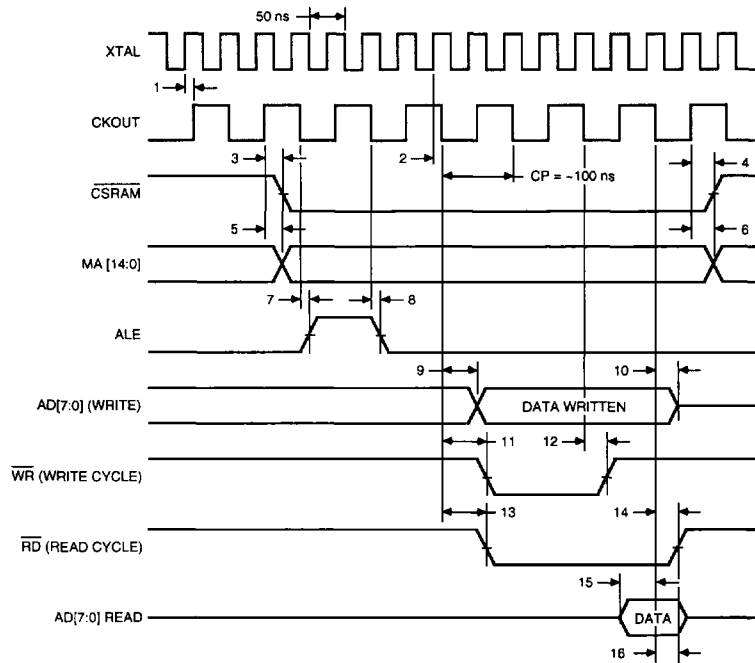 50 ns
XTAL
1
CKOUT
3
2
4
CP = ~100 ns
CSRAM
5
6
MA [14:0]
7
8
ALE
9
10
AD[7:0] (WRITE)
DATA WRITTEN
11
12
WR (WRITE CYCLE)
13
14
RD (READ CYCLE)
15
AD[7:0] READ
DATA
16